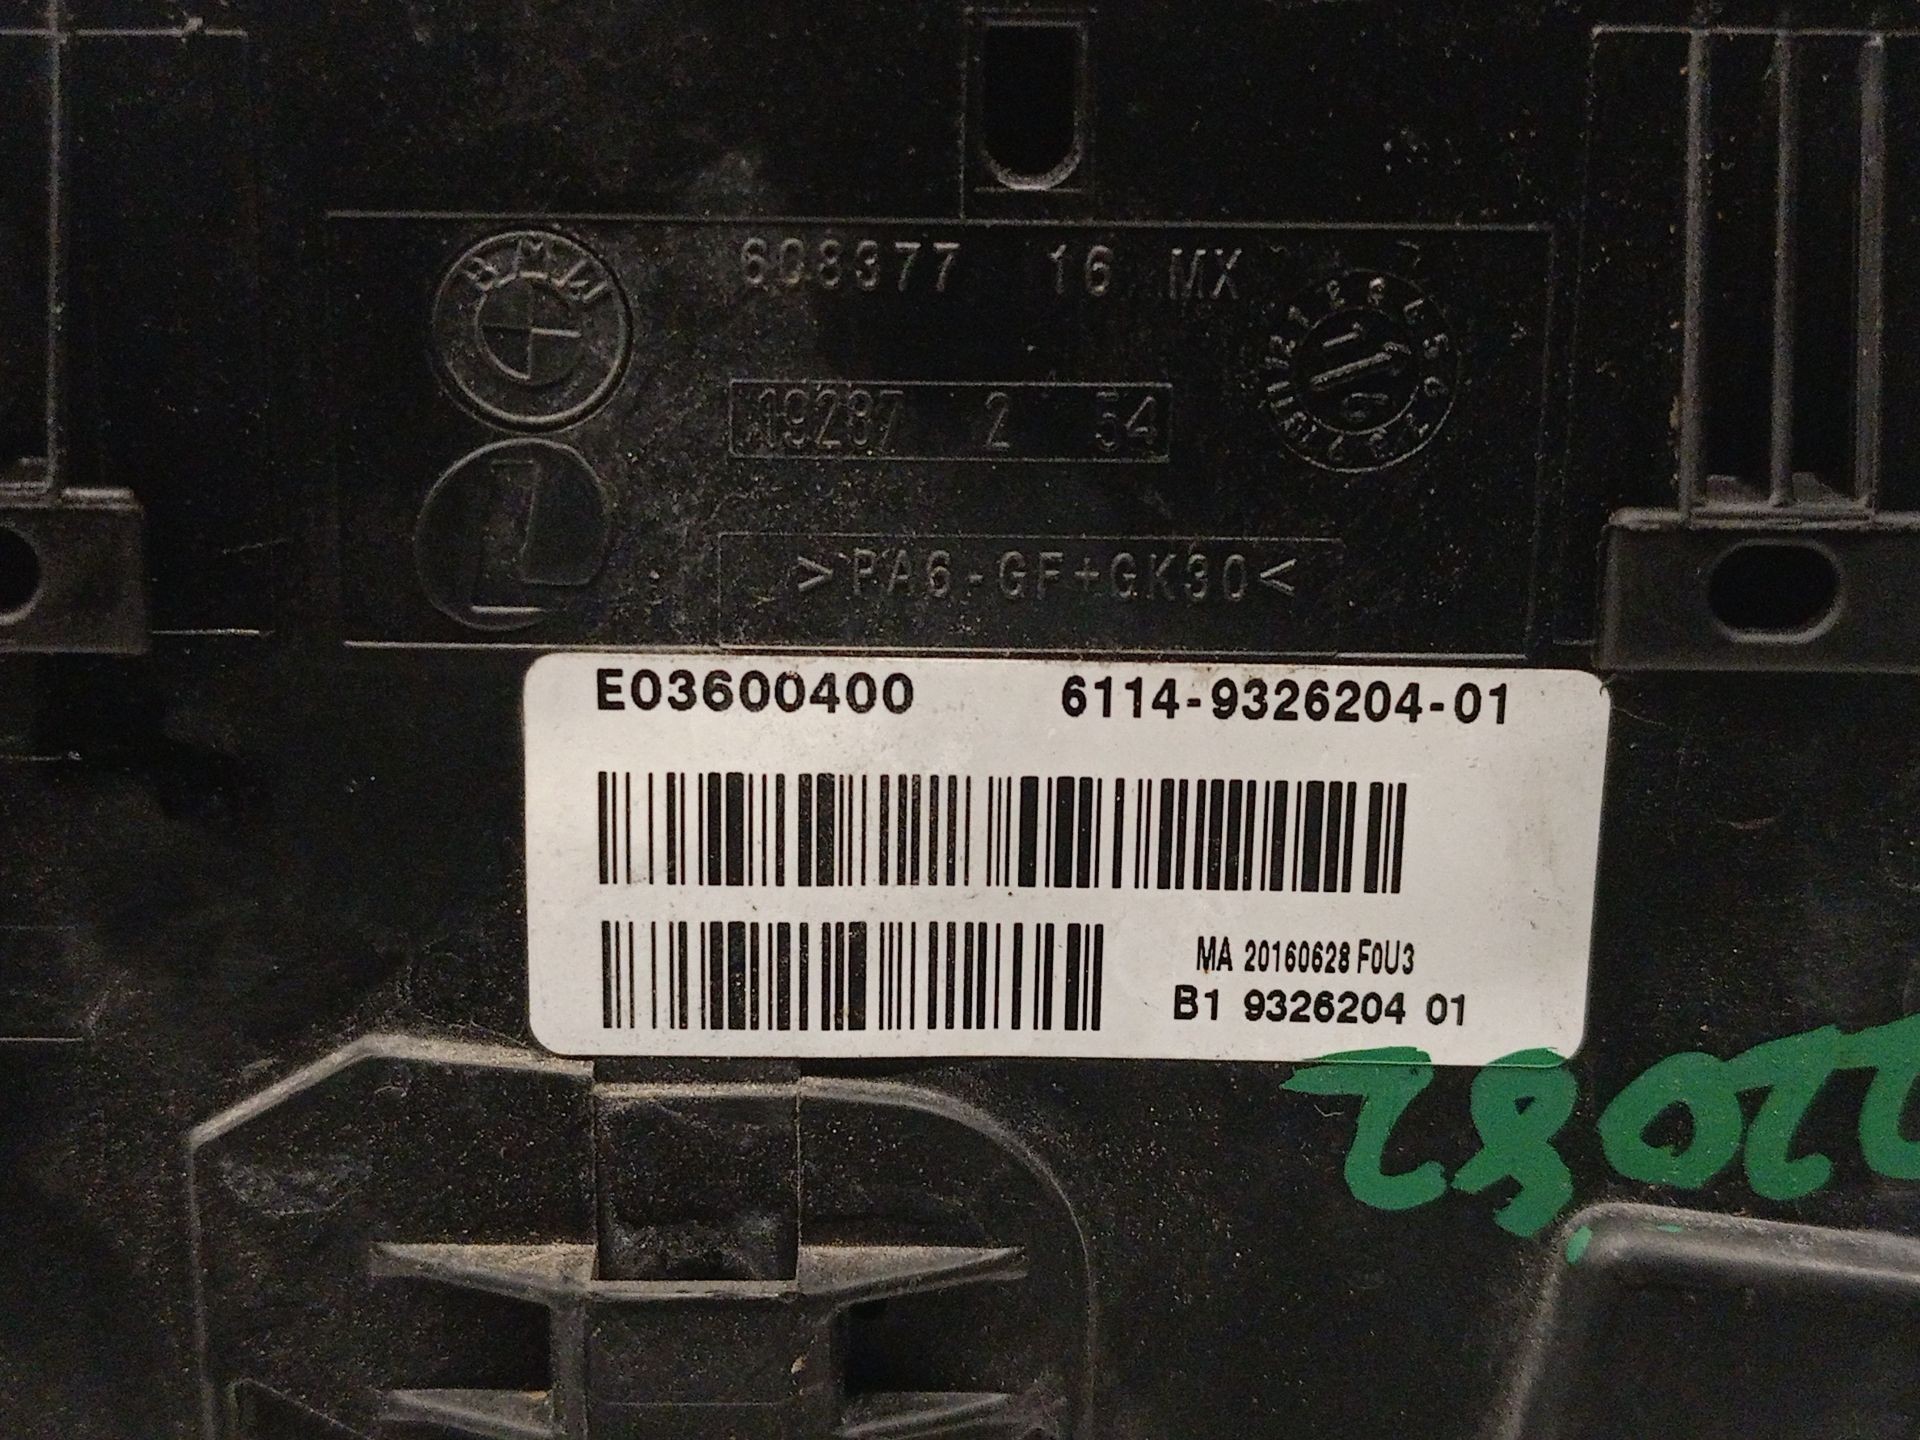 BMW
608377 16 MX
19287 2 54
>PA6-GF+GK30<
E03600400 6114-9326204-01
MA 20160628 F0U3
B1 9326204 01